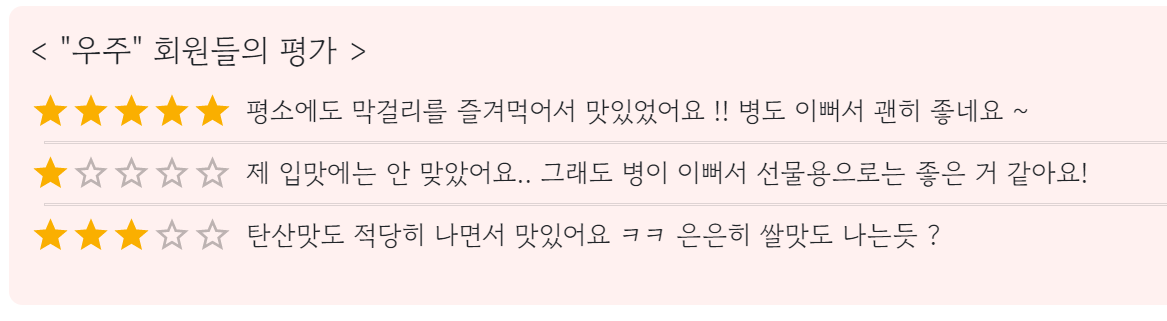 < "우주" 회원들의 평가 >
평소에도 막걸리를 즐겨먹어서 맛있었어요 !! 병도 이뻐서 괜히 좋네요 ~
제 입맛에는 안 맞았어요.. 그래도 병이 이뻐서 선물용으로는 좋은 거 같아요!
탄산맛도 적당히 나면서 맛있어요 ㅋㅋ 은은히 쌀맛도 나는듯 ?